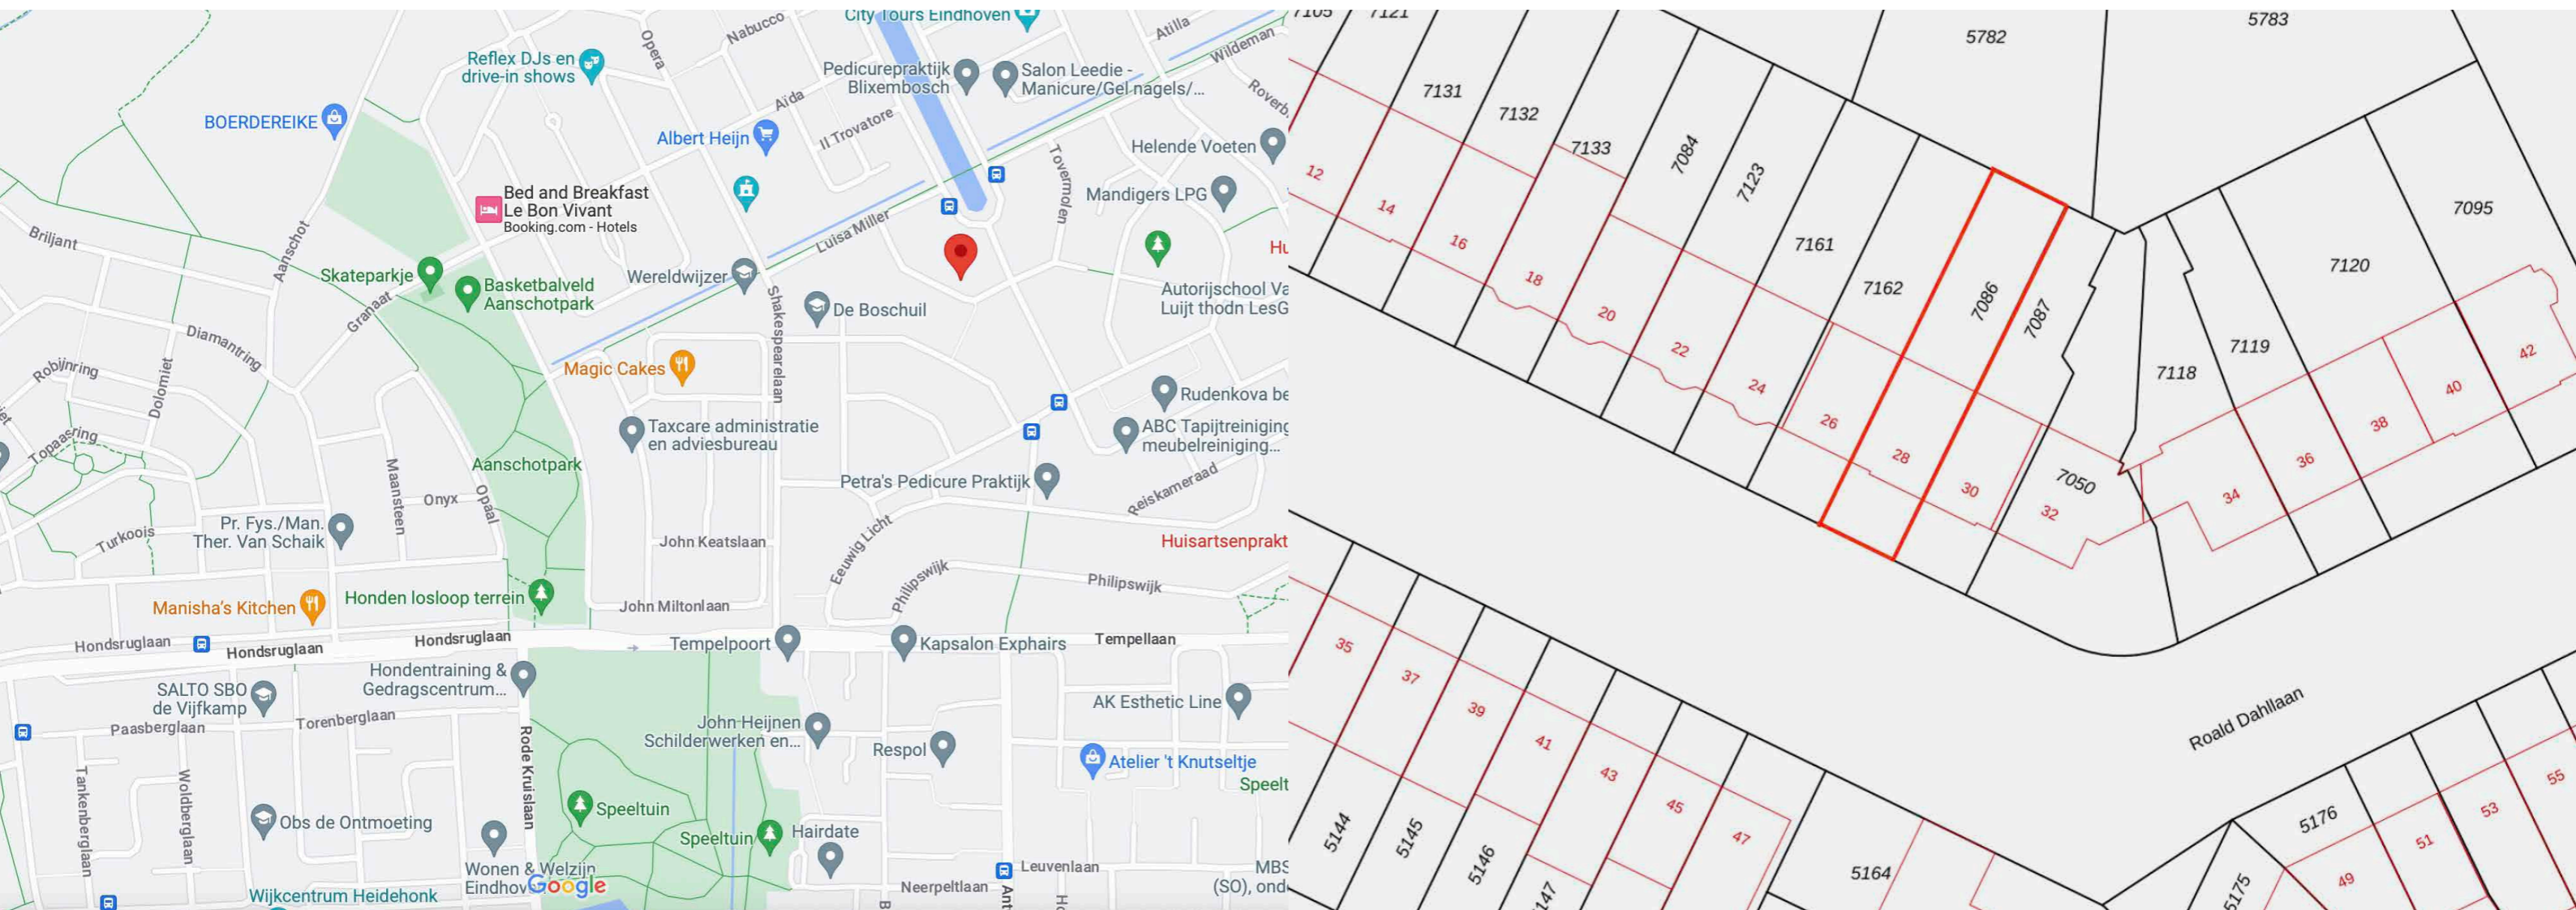 City Tours Eindhoven
Nabucco
Opera
Atilla
Wildeman
Reflex DJs en
drive-in shows
Pedicurepraktijk
Blixembosch
Salon Leedie -
Manicure/Gel nagels/...
Aïda
Il Trovatore
Roverb
BOERDEREIKE
Albert Heijn
Tovermolen
Helende Voeten
Mandigers LPG
Bed and Breakfast
Le Bon Vivant
Booking.com - Hotels
Briljant
Aanschot
Luisa Miller
Hu
Skateparkje
Basketbalveld
Aanschotpark
Wereldwijzer
Autorijschool Va
Luijt thodn LesG
Granaat
Shakespearelaan
De Boschuil
Diamantring
Robijnring
Dolomiet
Magic Cakes
Rudenkova be
Topaasring
Taxcare administratie
en adviesbureau
ABC Tapijtreiniging
meubelreiniging...
Aanschotpark
Maansteen
Onyx
Opaal
Petra's Pedicure Praktijk
Reiskameraad
Turkoois
Pr. Fys./Man.
Ther. Van Schaik
John Keatslaan
Eeuwig Licht
Huisartsenprakt
Philipswijk
Philipswijk
Manisha's Kitchen
Honden losloop terrein
John Miltonlaan
Hondsruglaan
Hondsruglaan
Hondsruglaan
Tempelpoort
Kapsalon Exphairs
Tempellaan
Hondentraining &
Gedragscentrum...
SALTO SBO
de Vijfkamp
AK Esthetic Line
Paasberglaan
Torenberglaan
Rode Kruislaan
John Heijnen
Schilderwerken en...
Respol
Atelier 't Knutseltje
Speelt
Tankenberglaan
Woldberglaan
Obs de Ontmoeting
Speeltuin
Speeltuin
Hairdate
Wonen & Welzijn
Eindhov
Google
Leuvenlaan
MBS
(SO), ond
Neerpeltlaan
Ant
Wijkcentrum Heidehonk
7105
7121
5782
5783
7131
7132
7133
7084
7123
7161
7162
7086
7087
7118
7119
7120
7095
12
14
16
18
20
22
24
26
28
30
7050
32
34
36
38
40
42
35
37
39
41
43
45
47
5144
5145
5146
147
5164
Roald Dahllaan
5176
5175
49
51
53
55